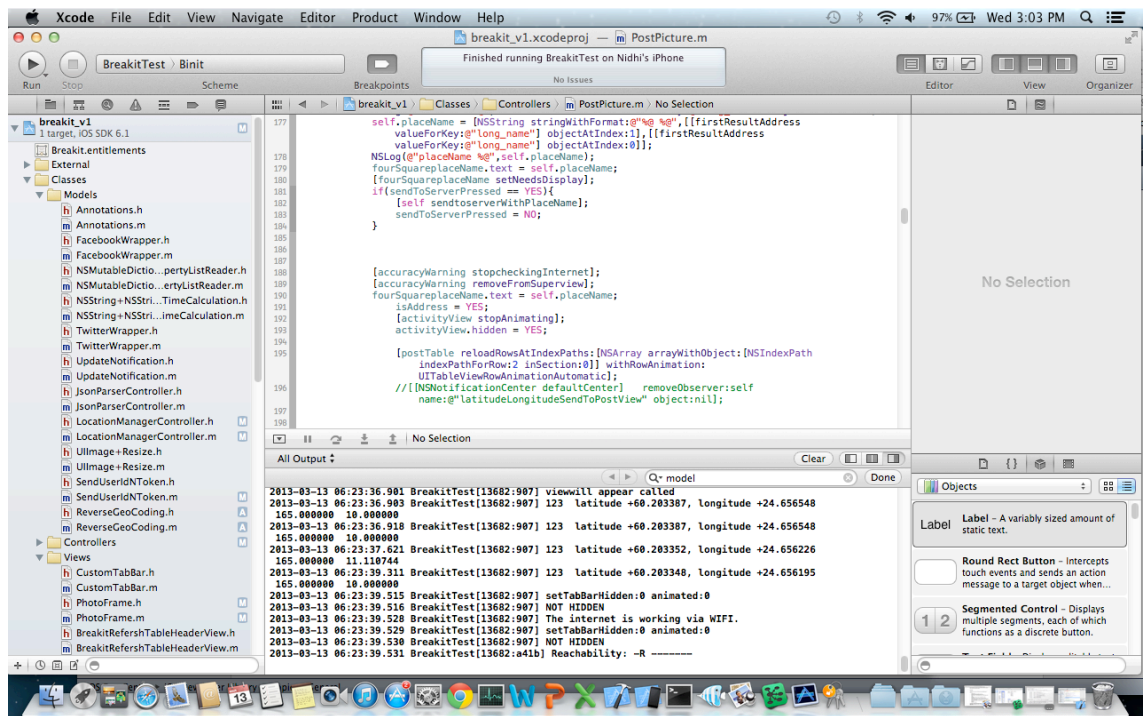 Xcode File Edit View Navigate Editor Product Window Help 97% Wed 3:03 PM
breakit_v1.xcodeproj — PostPicture.m
BreakitTest Binit
Finished running BreakitTest on Nidhi's iPhone
No Issues
Run Stop Scheme Breakpoints Editor View Organizer
breakit_v1 Classes Controllers PostPicture.m No Selection
breakit_v1
1 target, iOS SDK 6.1
Breakit.entitlements
External
Classes
Models
Annotations.h
Annotations.m
FacebookWrapper.h
FacebookWrapper.m
NSMutableDictio...pertyListReader.h
NSMutableDictio...ertyListReader.m
NSString+NSStri...TimeCalculation.h
NSString+NSStri...imeCalculation.m
TwitterWrapper.h
TwitterWrapper.m
UpdateNotification.h
UpdateNotification.m
JsonParserController.h
JsonParserController.m
LocationManagerController.h
LocationManagerController.m
UIImage+Resize.h
UIImage+Resize.m
SendUserIdNToken.h
SendUserIdNToken.m
ReverseGeoCoding.h
ReverseGeoCoding.m
Controllers
Views
CustomTabBar.h
CustomTabBar.m
PhotoFrame.h
PhotoFrame.m
BreakitRefershTableHeaderView.h
BreakitRefershTableHeaderView.m
177 self.placeName = [NSString stringWithFormat:@"%@ %@",[[firstResultAddress
valueForKey:@"long_name"] objectAtIndex:1],[[firstResultAddress
valueForKey:@"long_name"] objectAtIndex:0]];
178 NSLog(@"placeName %@",self.placeName);
179 fourSquareplaceName.text = self.placeName;
180 [fourSquareplaceName setNeedsDisplay];
181 if(sendToServerPressed == YES){
182 [self sendtoserverWithPlaceName];
183 sendToServerPressed = NO;
184 }
185
186
187
188 [accuracyWarning stopcheckingInternet];
189 [accuracyWarning removeFromSuperview];
190 fourSquareplaceName.text = self.placeName;
191 isAddress = YES;
192 [activityView stopAnimating];
193 activityView.hidden = YES;
194
195 [postTable reloadRowsAtIndexPaths:[NSArray arrayWithObject:[NSIndexPath
indexPathForRow:2 inSection:0]] withRowAnimation:
UITableViewRowAnimationAutomatic];
196 //[[NSNotificationCenter defaultCenter] removeObserver:self
name:@"latitudeLongitudeSendToPostView" object:nil];
197
198
No Selection
All Output Clear
model Done
2013-03-13 06:23:36.901 BreakitTest[13682:907] viewwill appear called
2013-03-13 06:23:36.903 BreakitTest[13682:907] 123 latitude +60.203387, longitude +24.656548
165.000000 10.000000
2013-03-13 06:23:36.918 BreakitTest[13682:907] 123 latitude +60.203387, longitude +24.656548
165.000000 10.000000
2013-03-13 06:23:37.621 BreakitTest[13682:907] 123 latitude +60.203352, longitude +24.656226
165.000000 11.110744
2013-03-13 06:23:39.311 BreakitTest[13682:907] 123 latitude +60.203348, longitude +24.656195
165.000000 10.000000
2013-03-13 06:23:39.515 BreakitTest[13682:907] setTabBarHidden:0 animated:0
2013-03-13 06:23:39.516 BreakitTest[13682:907] NOT HIDDEN
2013-03-13 06:23:39.528 BreakitTest[13682:907] The internet is working via WIFI.
2013-03-13 06:23:39.529 BreakitTest[13682:907] setTabBarHidden:0 animated:0
2013-03-13 06:23:39.530 BreakitTest[13682:907] NOT HIDDEN
2013-03-13 06:23:39.531 BreakitTest[13682:a41b] Reachability: -R -------
No Selection
Objects
Label
Label – A variably sized amount of
static text.
Round Rect Button – Intercepts
touch events and sends an action
message to a target object when...
1 2
Segmented Control – Displays
multiple segments, each of which
functions as a discrete button.
13